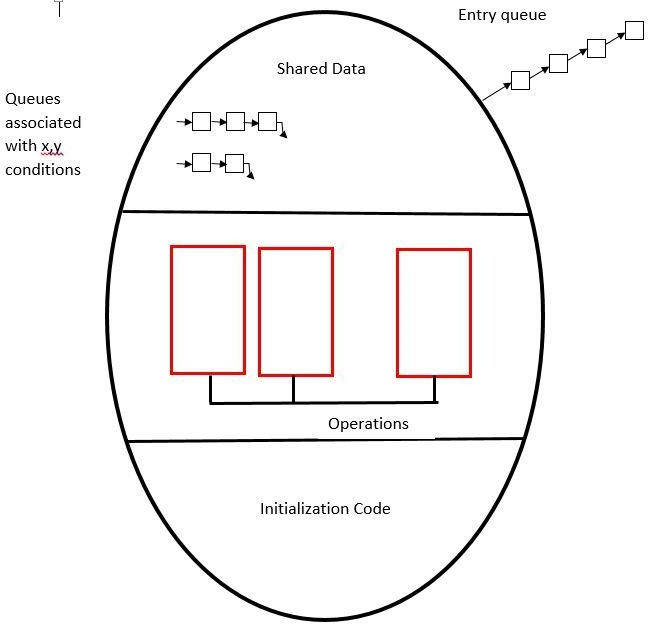 Entry queue
Shared Data
Queues
associated
with x,y
conditions
Operations
Initialization Code